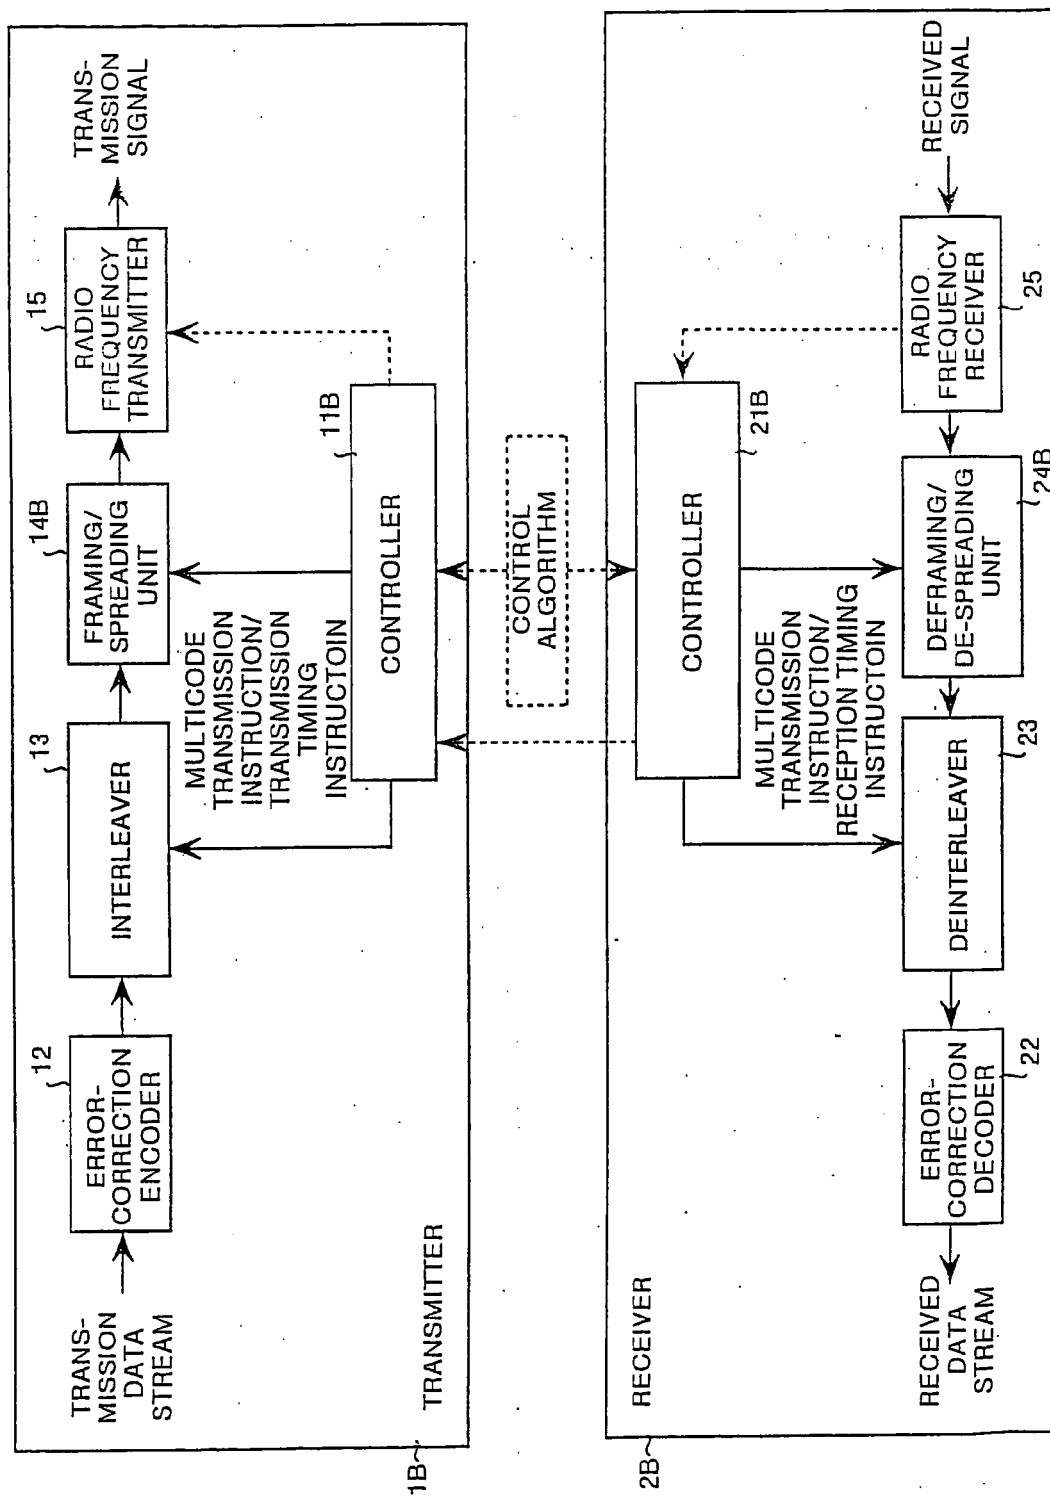 TRANS-
MISSION
DATA
STREAM
12
ERROR-
CORRECTION
ENCODER
13
INTERLEAVER
14B
FRAMING/
SPREADING
UNIT
15
RADIO
FREQUENCY
TRANSMITTER
TRANS-
MISSION
SIGNAL
MULTICODE
TRANSMISSION
INSTRUCTION/
TRANSMISSION
TIMING
INSTRUCTOIN
11B
CONTROLLER
TRANSMITTER
1B
CONTROL
ALGORITHM
2B
RECEIVER
CONTROLLER
21B
MULTICODE
TRANSMISSION
INSTRUCTION/
RECEPTION TIMING
INSTRUCTOIN
RECEIVED
DATA
STREAM
ERROR-
CORRECTION
DECODER
22
DEINTERLEAVER
23
DEFRAMING/
DE-SPREADING
UNIT
24B
RADIO
FREQUENCY
RECEIVER
25
RECEIVED
SIGNAL